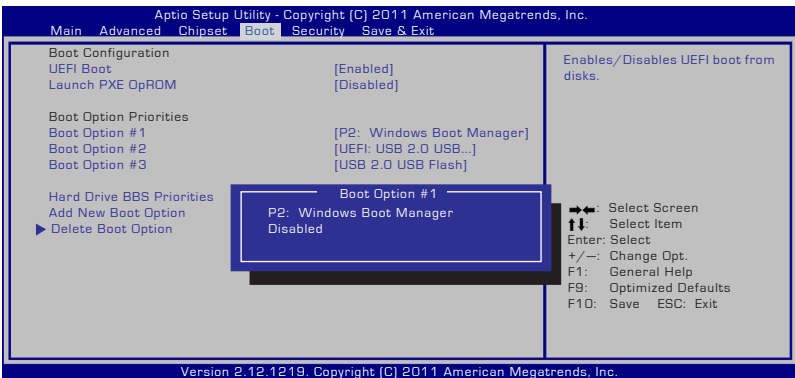 Aptio Setup Utility - Copyright (C) 2011 American Megatrends, Inc.
Main Advanced Chipset Boot Security Save & Exit
Boot Configuration
UEFI Boot [Enabled]
Launch PXE OpROM [Disabled]
Boot Option Priorities
Boot Option #1 [P2: Windows Boot Manager]
Boot Option #2 [UEFI: USB 2.0 USB...]
Boot Option #3 [USB 2.0 USB Flash]
Hard Drive BBS Priorities
Add New Boot Option
Delete Boot Option
Boot Option #1
P2: Windows Boot Manager
Disabled
Enables/Disables UEFI boot from
disks.
→←: Select Screen
↑↓: Select Item
Enter: Select
+/—: Change Opt.
F1: General Help
F9: Optimized Defaults
F10: Save ESC: Exit
Version 2.12.1219. Copyright (C) 2011 American Megatrends, Inc.